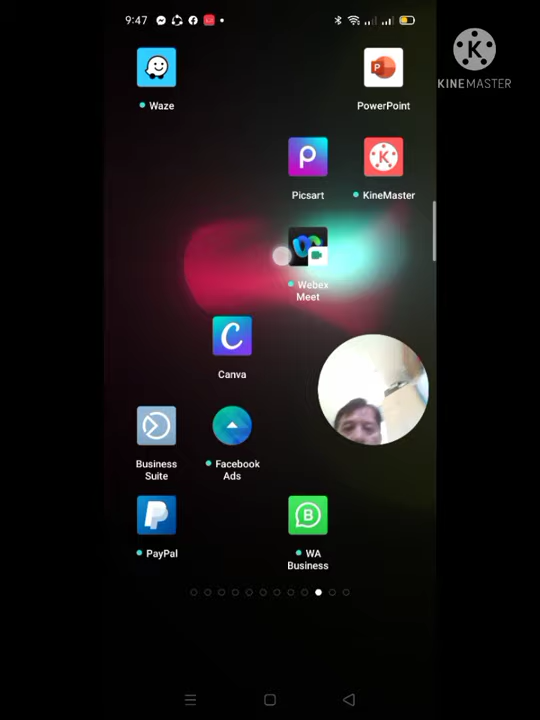 9:47
KINEMASTER
Waze
PowerPoint
Picsart
KineMaster
Webex
Meet
Canva
Business
Suite
Facebook
Ads
PayPal
WA
Business